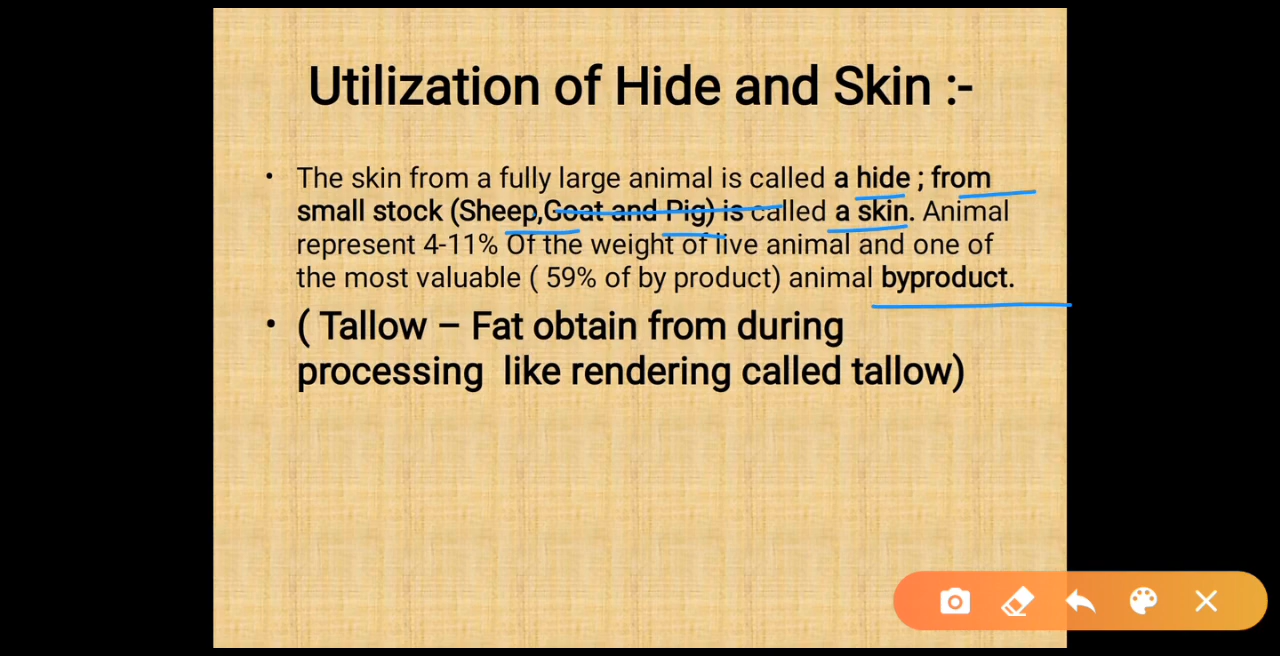 Utilization of Hide and Skin :-
• The skin from a fully large animal is called a hide ; from
small stock (Sheep,Goat and Pig) is called a skin. Animal
represent 4-11% Of the weight of live animal and one of
the most valuable ( 59% of by product) animal byproduct.
• ( Tallow – Fat obtain from during
processing like rendering called tallow)